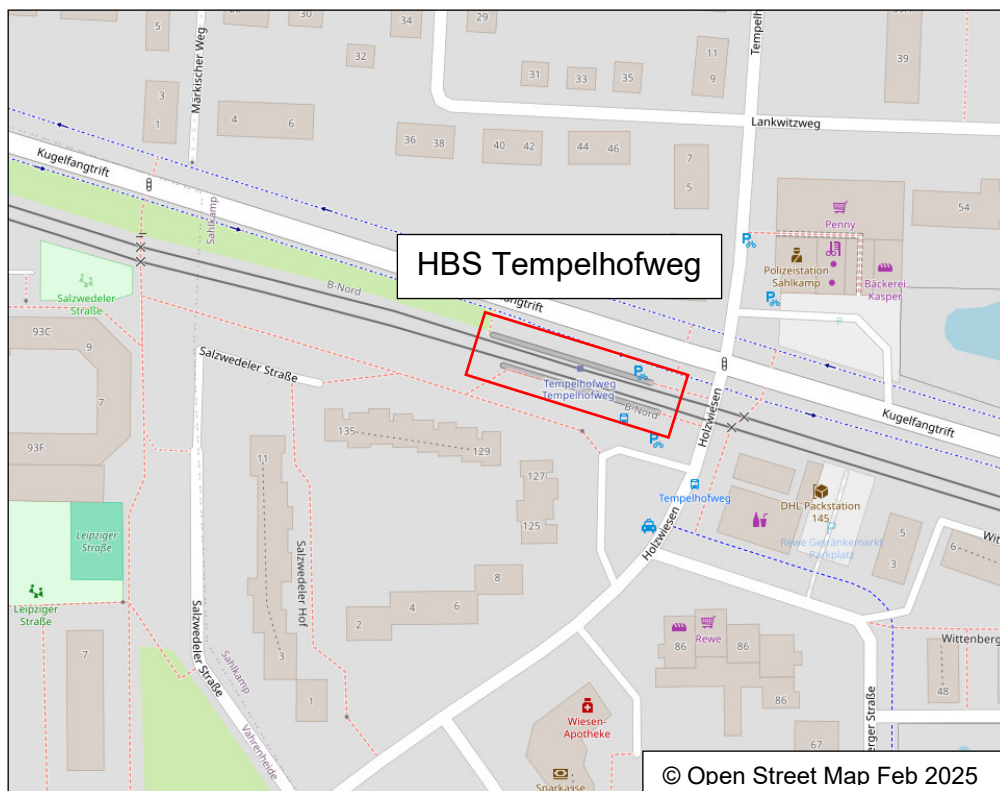 5
34
29
32
Märkischer Weg
3
1
4
6
31
33
35
11
9
39
Tempelh
Lankwitzweg
36
38
40
42
44
46
7
5
54
Kugelfangtrift
Sahlkamp
Penny
Polizeistation
Sahlkamp
Bäckerei
Kasper
HBS Tempelhofweg
B-Nord
fangtrift
P
Salzwedeler
Straße
93C
9
7
93F
Salzwedeler Straße
Tempelhofweg
Tempelhofweg
B-Nord
Holzwiesen
Kugelfangtrift
135
129
11
127
125
Tempelhofweg
DHL Packstation
145
P
Rewe Getränkemarkt
Parkplatz
5
3
6
Wit
Holzwiesen
Leipziger
Straße
Leipziger
Straße
Salzwedeler Hof
8
4
6
2
3
1
7
Salzwedeler Straße
Sahlkamp
Vahrenheide
Rewe
86
86
86
Wittenberg
48
67
erger Straße
Wiesen-
Apotheke
Sparkasse
© Open Street Map Feb 2025